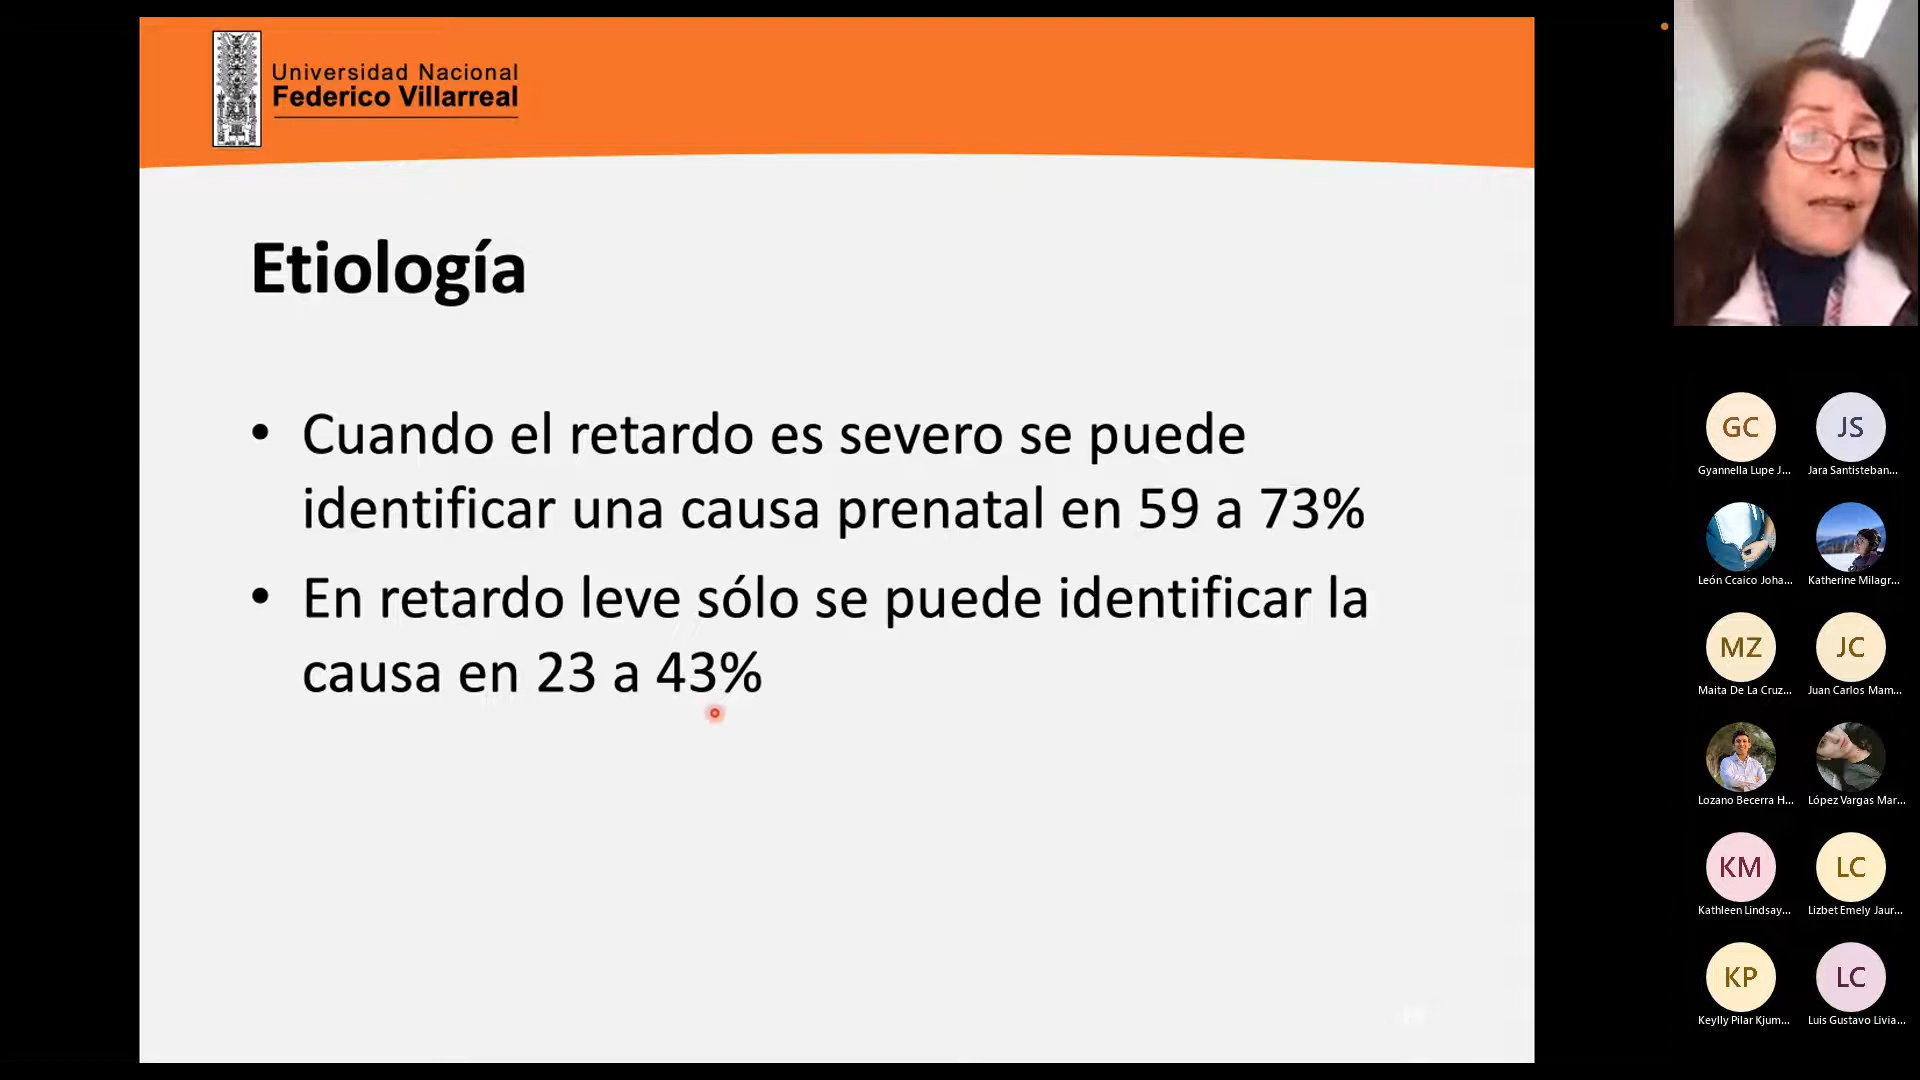 Universidad Nacional
Federico Villarreal
Etiología
• Cuando el retardo es severo se puede
identificar una causa prenatal en 59 a 73%
• En retardo leve sólo se puede identificar la
causa en 23 a 43%
GC
JS
Gyannella Lupe J...
Jara Santisteban...
León Ccaico Joha...
Katherine Milagr...
MZ
JC
Maita De La Cruz...
Juan Carlos Mam...
Lozano Becerra H...
López Vargas Mar...
KM
LC
Kathleen Lindsay...
Lizbet Emely Jaur...
KP
LC
Keylly Pilar Kjum...
Luis Gustavo Livia...